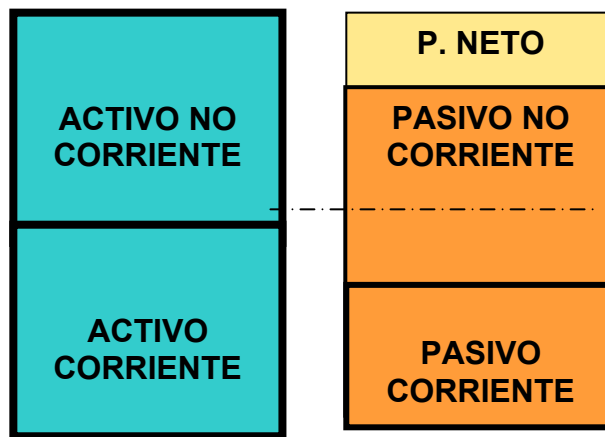 ACTIVO NO
CORRIENTE
ACTIVO
CORRIENTE
P. NETO
PASIVO NO
CORRIENTE
PASIVO
CORRIENTE